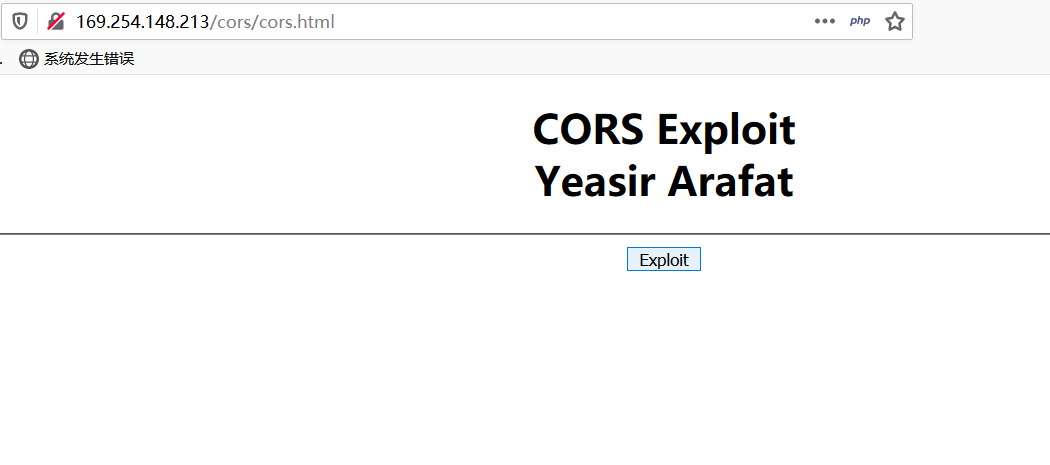 169.254.148.213/cors/cors.html
php
系统发生错误
CORS Exploit
Yeasir Arafat
Exploit